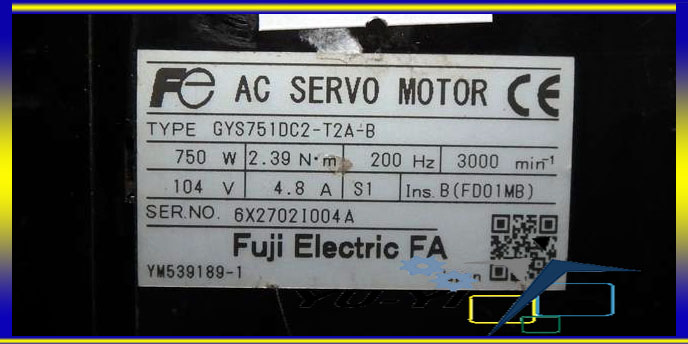 Fe AC SERVO MOTOR CE
TYPE GYS751DC2-T2A-B
750 W 2.39 N·m 200 Hz 3000 min⁻¹
104 V 4.8 A S1 Ins. B(FD01MB)
SER.NO. 6X2702I004A
Fuji Electric FA
YM539189-1